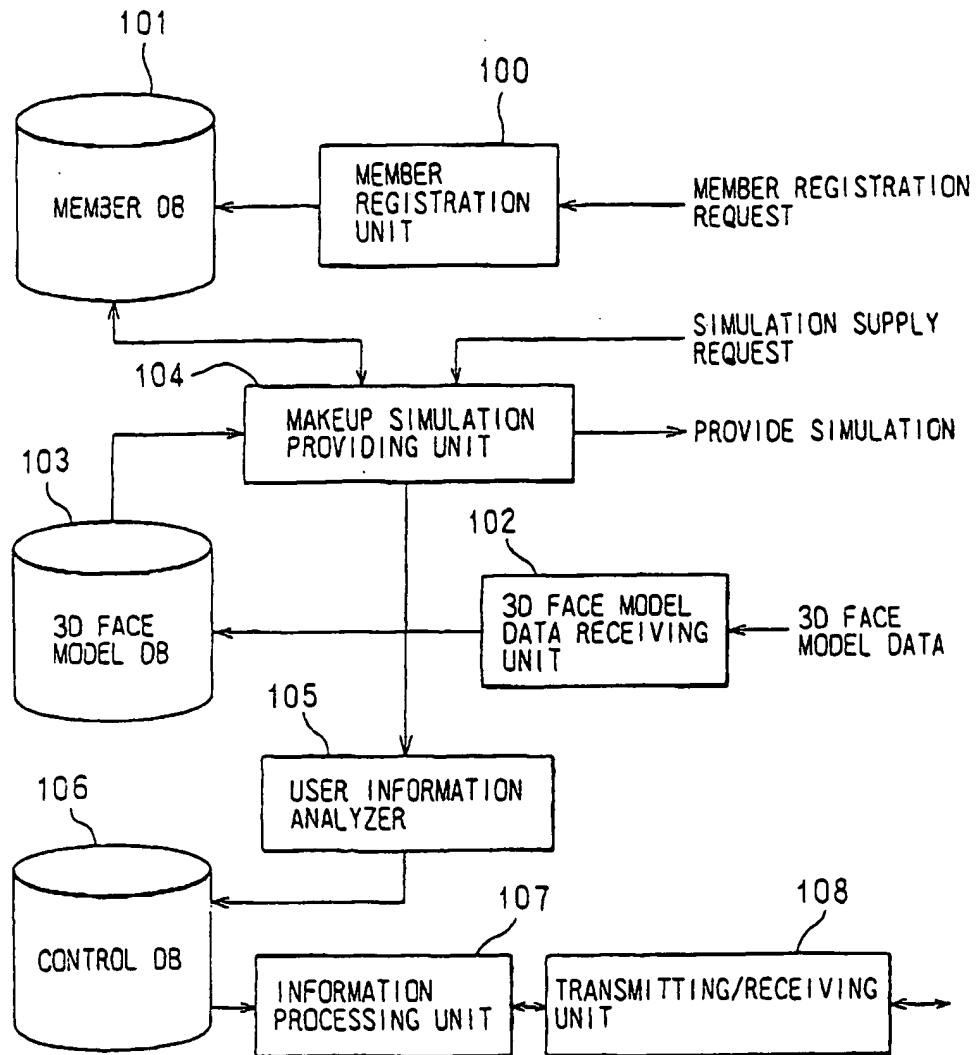 101
100
MEMBER DB
MEMBER
REGISTRATION
UNIT
MEMBER REGISTRATION
REQUEST
SIMULATION SUPPLY
REQUEST
104
MAKEUP SIMULATION
PROVIDING UNIT
PROVIDE SIMULATION
103
102
3D FACE
MODEL DB
3D FACE MODEL
DATA RECEIVING
UNIT
3D FACE
MODEL DATA
105
USER INFORMATION
ANALYZER
106
CONTROL DB
107
INFORMATION
PROCESSING UNIT
108
TRANSMITTING/RECEIVING
UNIT